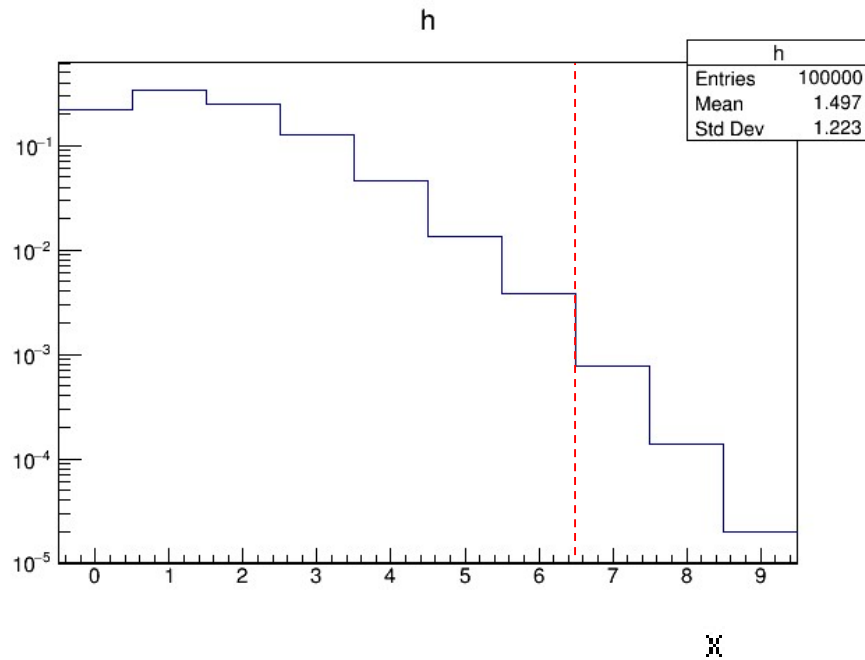 h
h
Entries 100000
Mean 1.497
Std Dev 1.223
10⁻¹
10⁻²
10⁻³
10⁻⁴
10⁻⁵
0 1 2 3 4 5 6 7 8 9
x